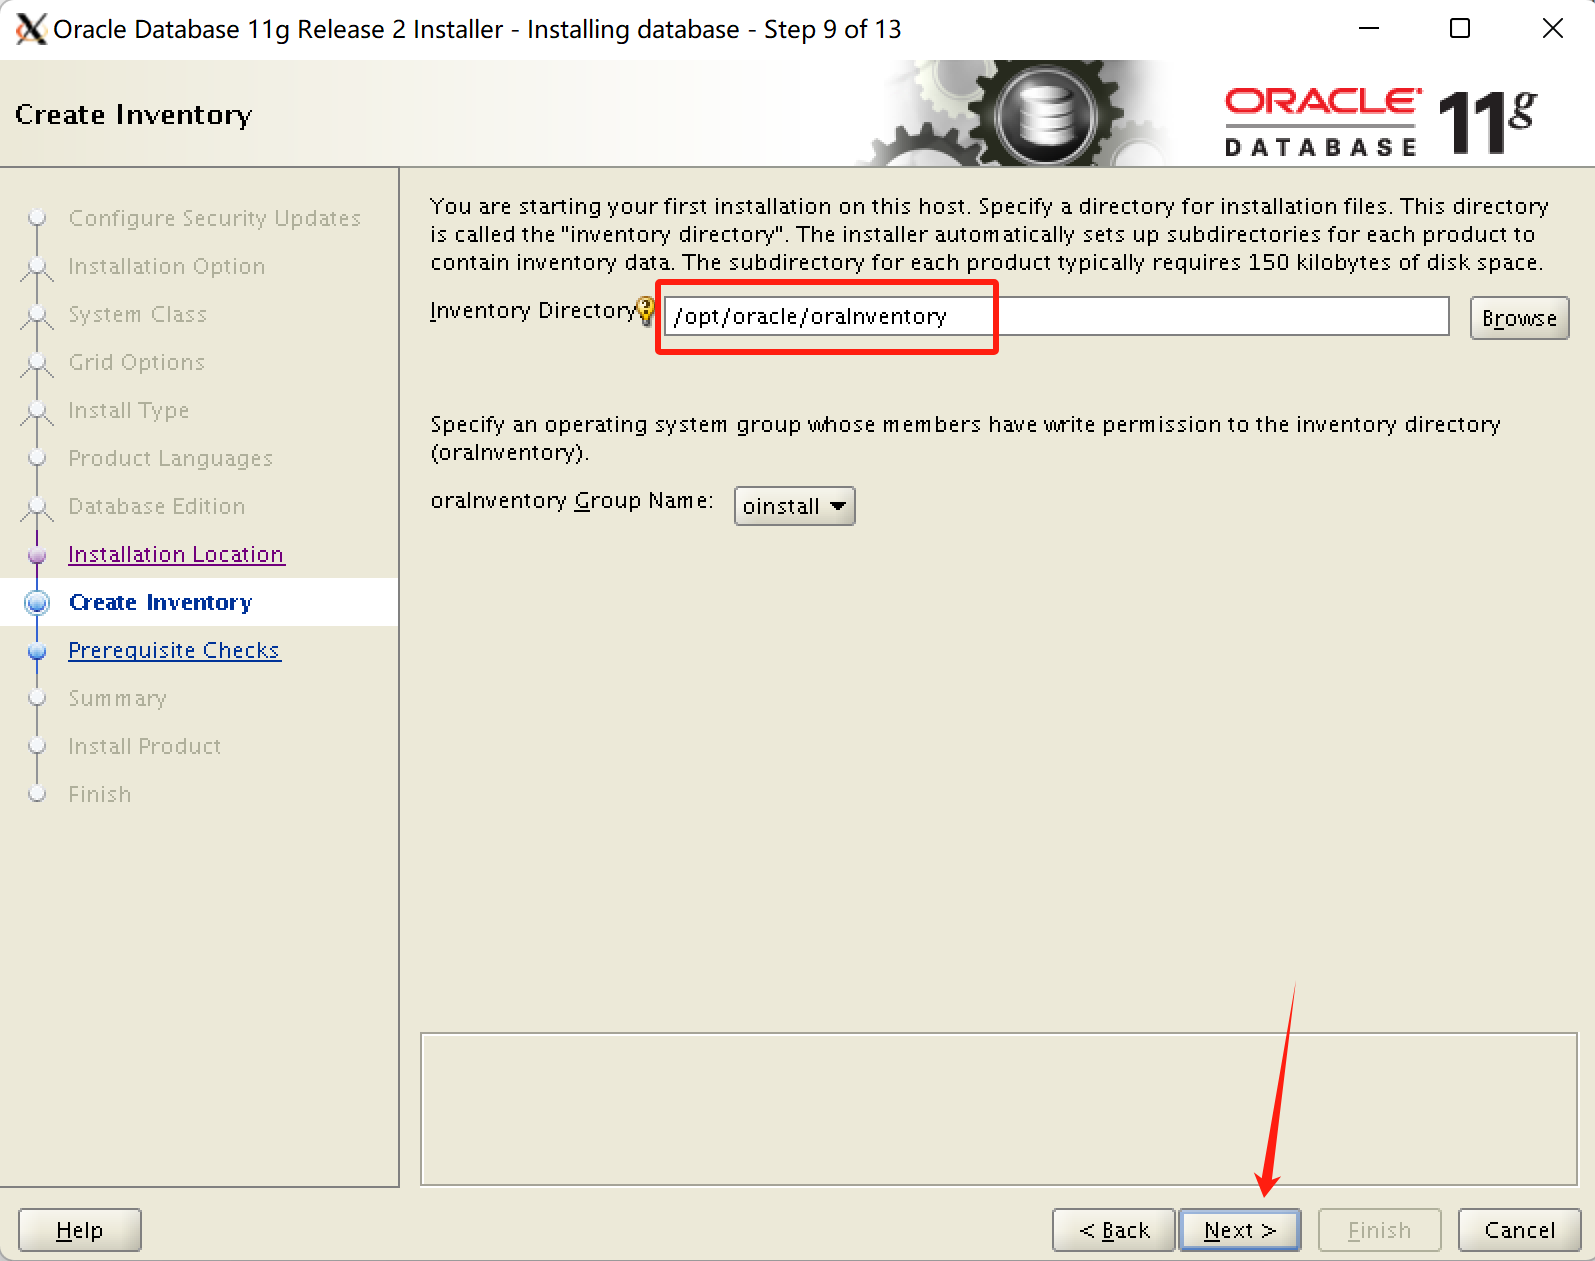 Oracle Database 11g Release 2 Installer - Installing database - Step 9 of 13
Create Inventory
ORACLE
DATABASE
11g
Configure Security Updates
Installation Option
System Class
Grid Options
Install Type
Product Languages
Database Edition
Installation Location
Create Inventory
Prerequisite Checks
Summary
Install Product
Finish
You are starting your first installation on this host. Specify a directory for installation files. This directory
is called the "inventory directory". The installer automatically sets up subdirectories for each product to
contain inventory data. The subdirectory for each product typically requires 150 kilobytes of disk space.
Inventory Directory
/opt/oracle/oraInventory
Browse
Specify an operating system group whose members have write permission to the inventory directory
(oraInventory).
oraInventory Group Name:
oinstall
Help
< Back
Next >
Finish
Cancel